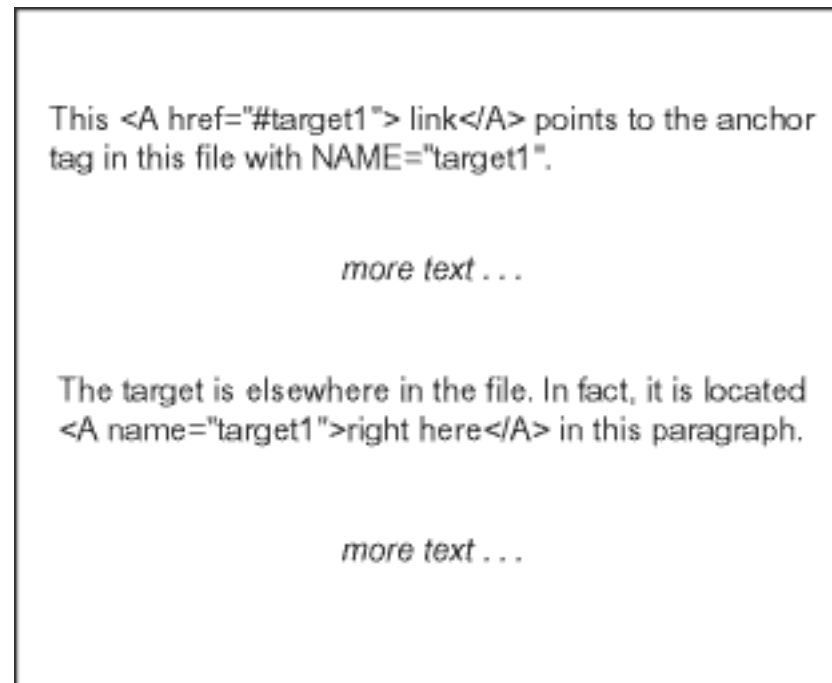 This <A href="#target1"> link</A> points to the anchor
tag in this file with NAME="target1".
more text . . .
The target is elsewhere in the file. In fact, it is located
<A name="target1">right here</A> in this paragraph.
more text . . .